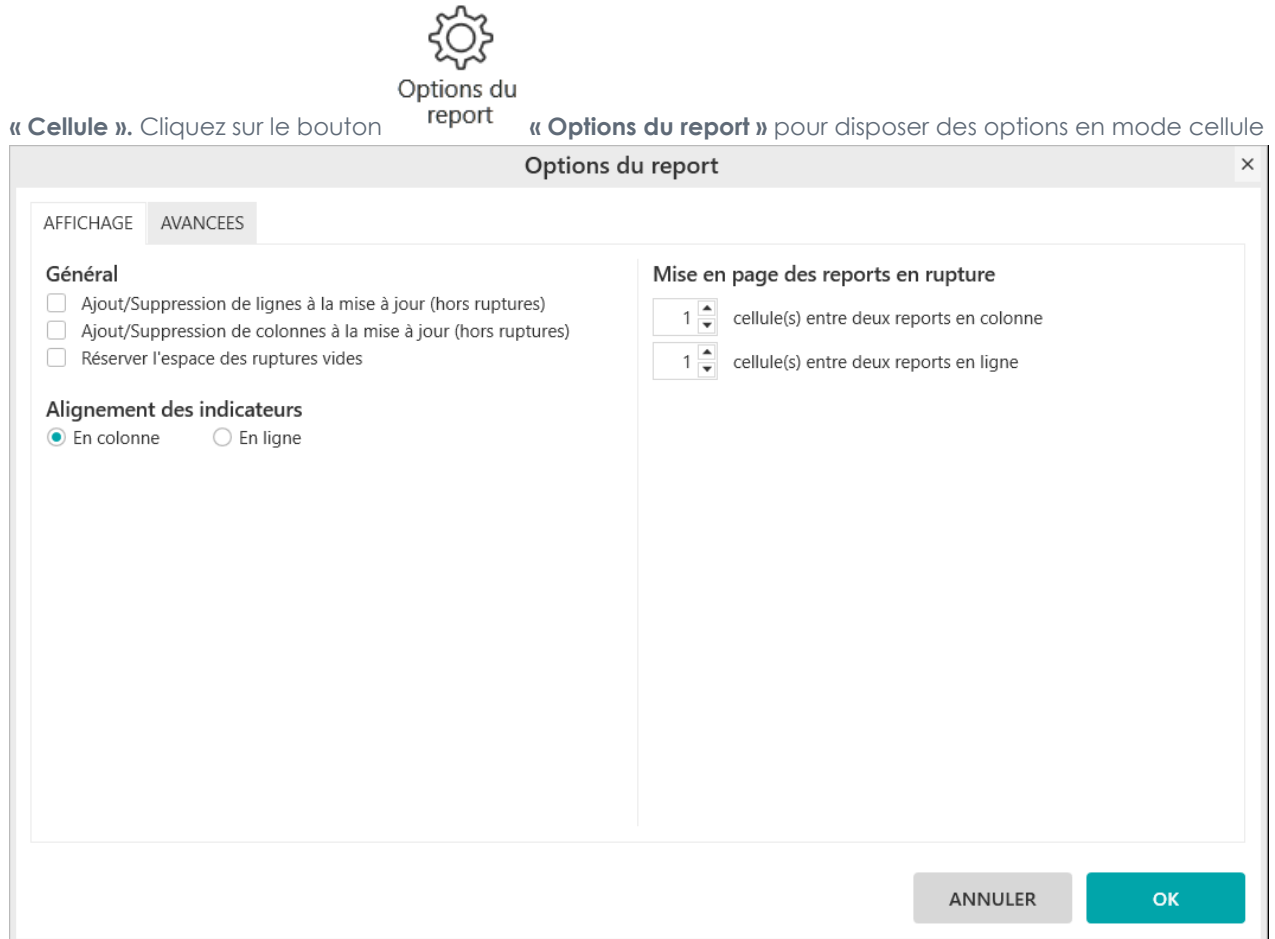 Options du
report
« Cellule ». Cliquez sur le bouton « Options du report » pour disposer des options en mode cellule
Options du report
×
AFFICHAGE AVANCEES
Général
Ajout/Suppression de lignes à la mise à jour (hors ruptures)
Ajout/Suppression de colonnes à la mise à jour (hors ruptures)
Réserver l'espace des ruptures vides
Alignement des indicateurs
En colonne En ligne
Mise en page des reports en rupture
1 cellule(s) entre deux reports en colonne
1 cellule(s) entre deux reports en ligne
ANNULER OK